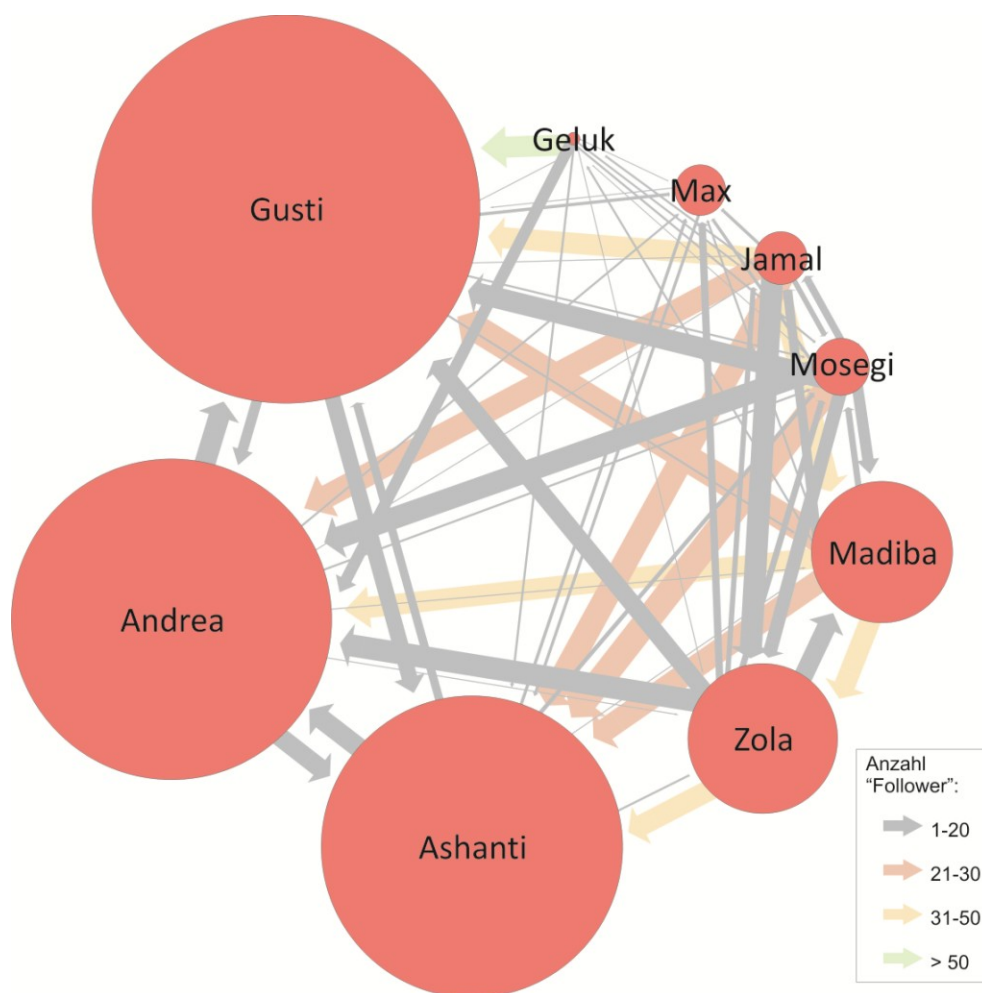 Geluk
Max
Gusti
Jamal
Mosegi
Madiba
Andrea
Zola
Ashanti
Anzahl
“Follower”:
1-20
21-30
31-50
> 50